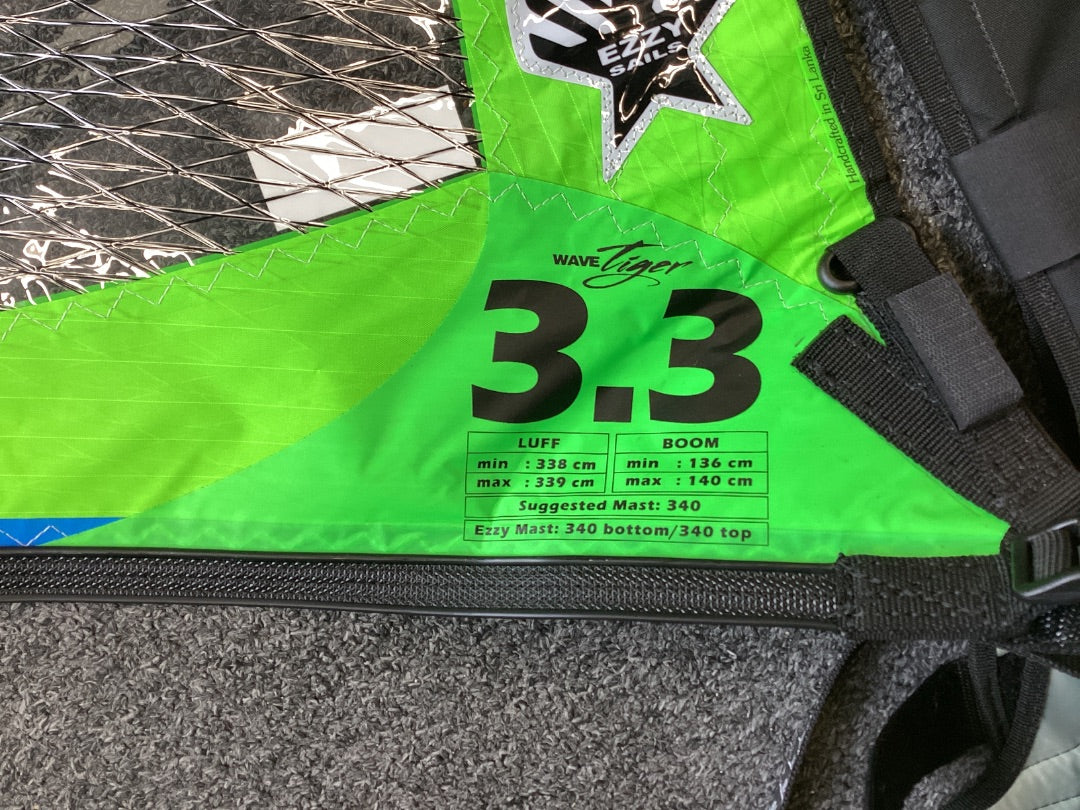 EZZY
SAILS
Handcrafted in Sri Lanka
WAVE Tiger
3.3
LUFF
min : 338 cm
max : 339 cm
BOOM
min : 136 cm
max : 140 cm
Suggested Mast: 340
Ezzy Mast: 340 bottom/340 top